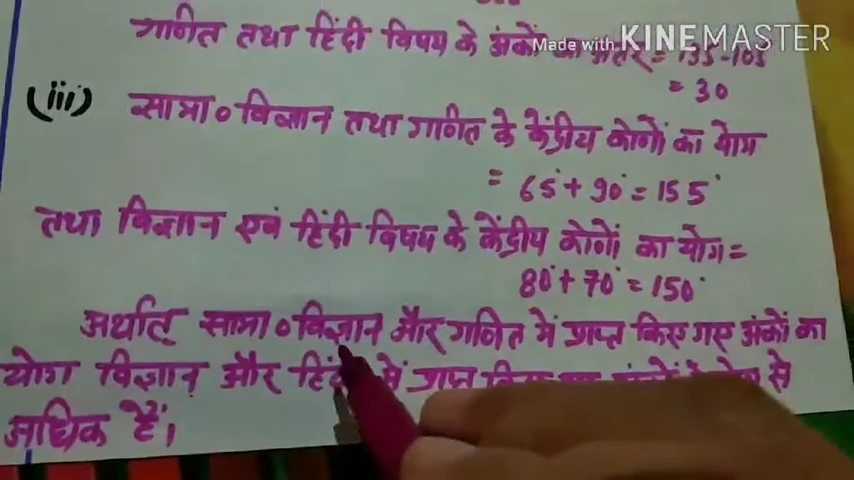 गणित तथा हिंदी विषय के अंकों का अंतर = 135 - 105
Made with KINEMASTER
= 30
(iii) सामा० विज्ञान तथा गणित के केंद्रीय कोणों का योग
= 65° + 90° = 155°
तथा विज्ञान एवं हिंदी विषय के केंद्रीय कोणों का योग =
80° + 70° = 150°
अर्थात् सामा० विज्ञान और गणित में प्राप्त किए गए अंकों का
योग विज्ञान और हिंदी में प्राप्त किए गए अंकों के योग से
अधिक है।